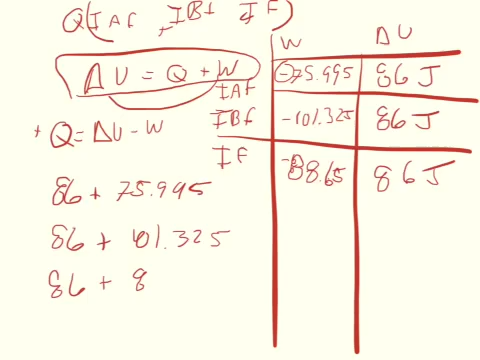 Q(IAF, IBF IF)
W ΔU
ΔU = Q + W
IAF -75.995 86 J
IBF -101.325 86 J
+ Q = ΔU - W
IF -88.65 86 J
86 + 75.995
86 + 101.325
86 + 8